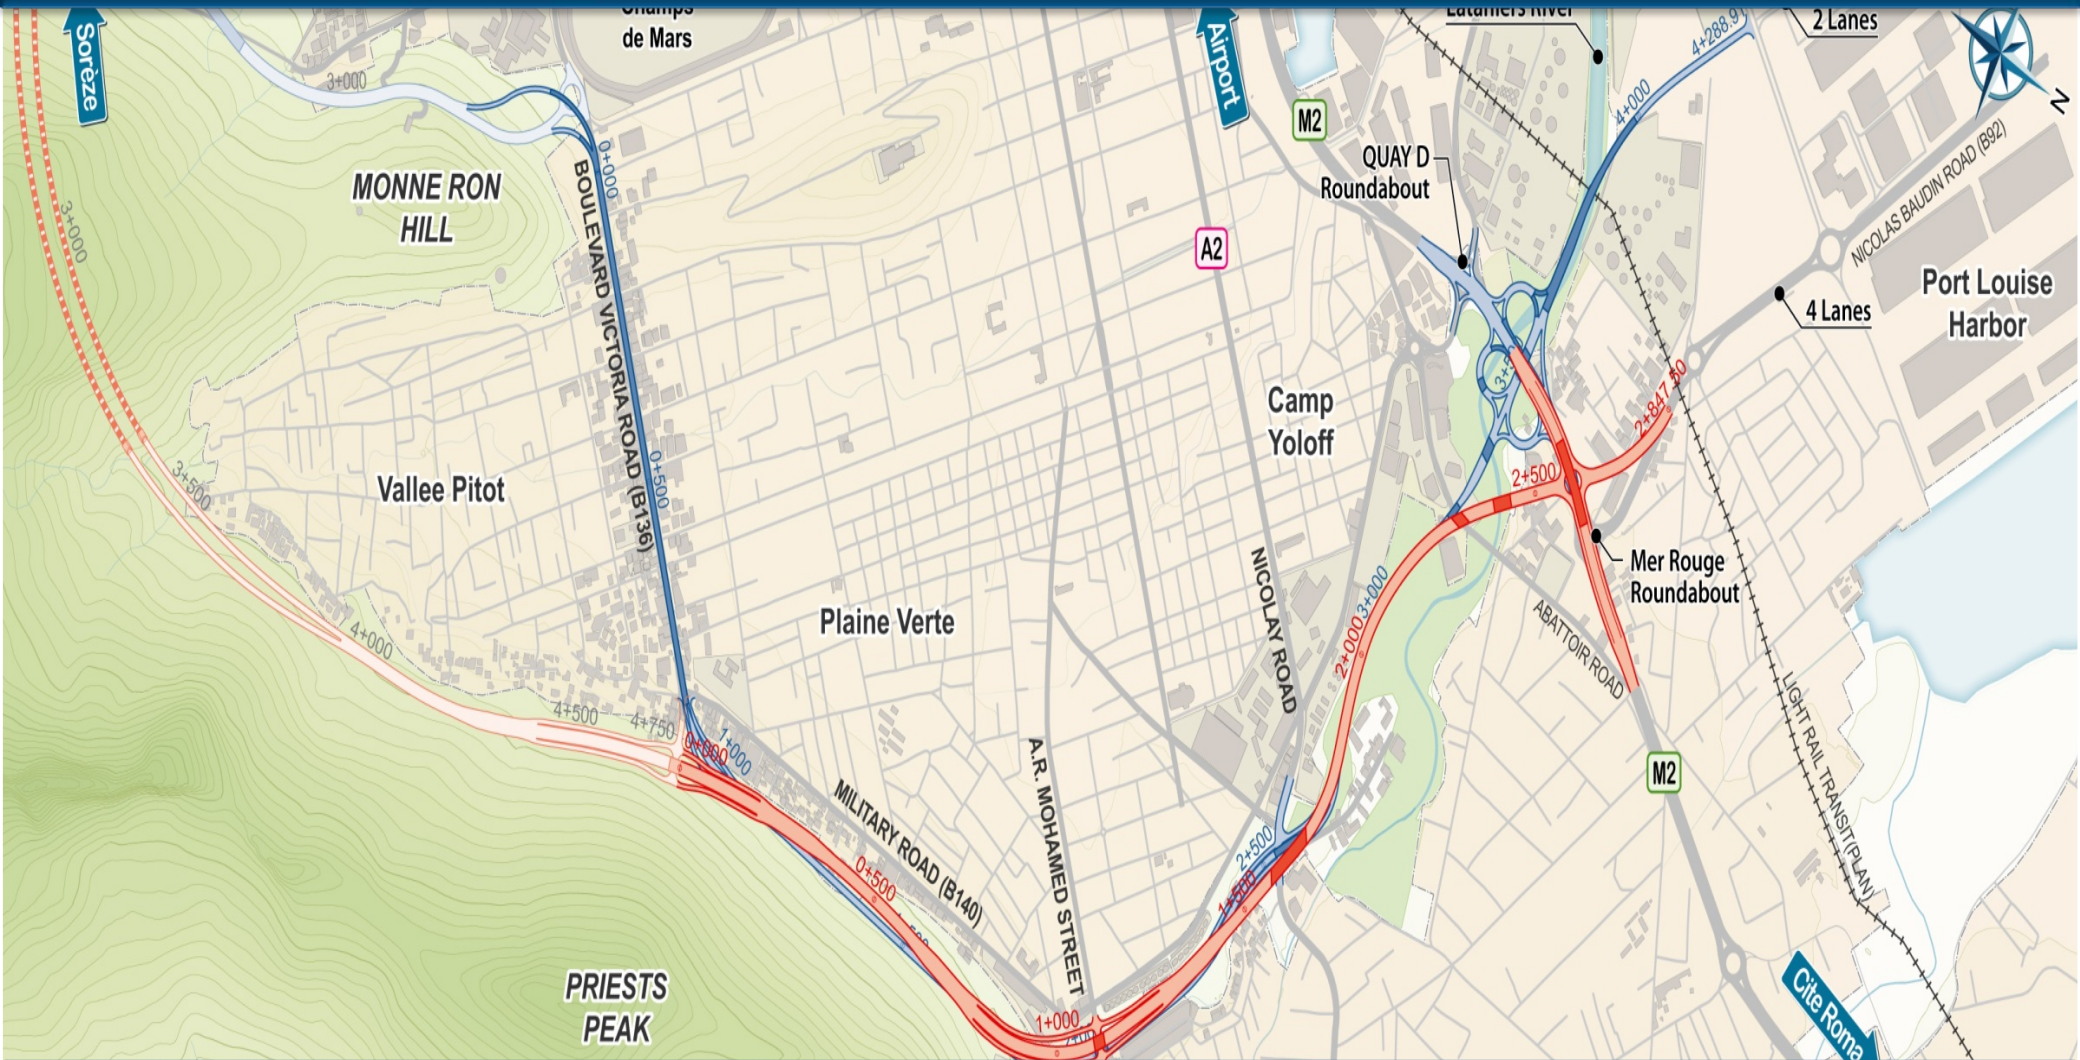 Champs
de Mars
Sorèze
Airport
Lataniers River
4+288.91
2 Lanes
N
3+000
M2
4+000
QUAY D
Roundabout
NICOLAS BAUDIN ROAD (B92)
MONNE RON
HILL
0+000
BOULEVARD VICTORIA ROAD (B136)
3+000
A2
Port Louise
Harbor
4 Lanes
Camp
Yoloff
2+847.50
Vallee Pitot
3+500
0+500
2+500
Mer Rouge
Roundabout
NICOLAY ROAD
3+000
2+000
ABATTOIR ROAD
Plaine Verte
4+000
4+500
4+750
0+000
1+000
LIGHT RAIL TRANSIT(PLAN)
M2
A.R. MOHAMED STREET
MILITARY ROAD (B140)
2+500
1+500
0+500
PRIESTS
PEAK
1+000
Cite Roma